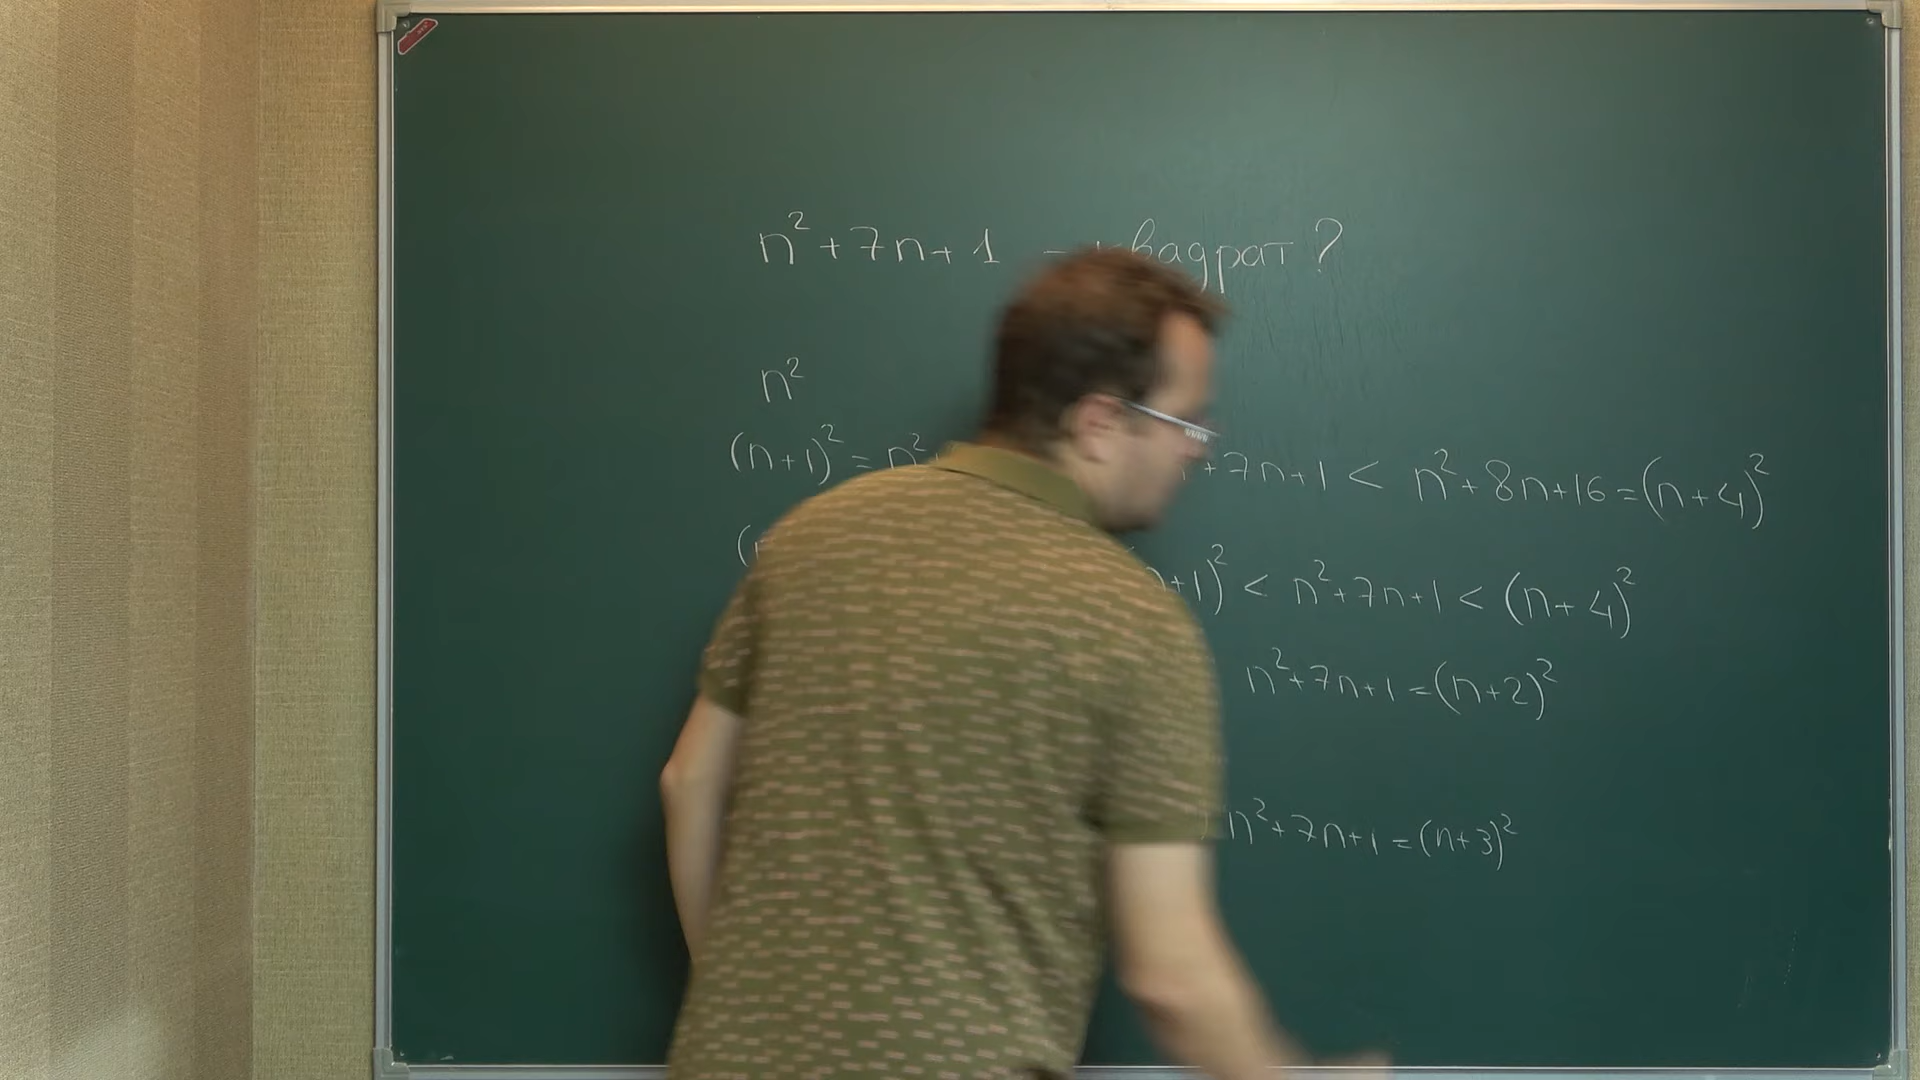 n²+7n+1 – квадрат ?
n²
(n+1)² = n²
+7n+1 < n²+8n+16=(n+4)²
+1)² < n²+7n+1 < (n+4)²
n²+7n+1=(n+2)²
n²+7n+1=(n+3)²